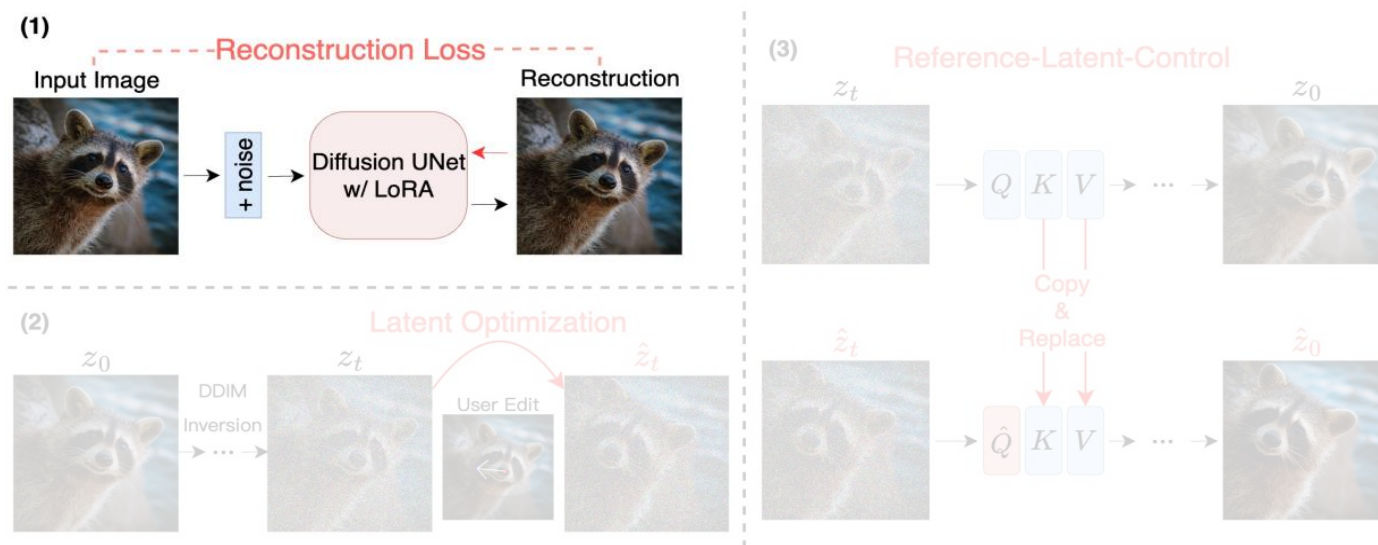 (1)
Reconstruction Loss
Input Image
Reconstruction
+ noise
Diffusion UNet
w/ LoRA
(2)
Latent Optimization
z_0
z_t
ẑ_t
DDIM
Inversion
...
User Edit
(3)
Reference-Latent-Control
z_t
z_0
Q K V ...
Copy
&
Replace
ẑ_t
ẑ_0
Q̂ K V ...